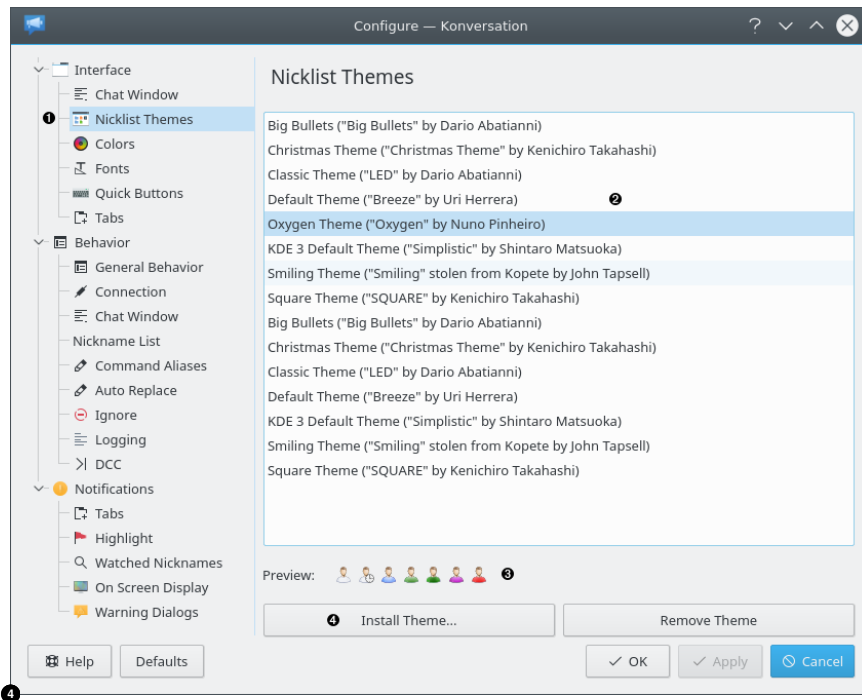 Configure — Konversation
Interface
Chat Window
1 Nicklist Themes
Colors
Fonts
Quick Buttons
Tabs
Behavior
General Behavior
Connection
Chat Window
Nickname List
Command Aliases
Auto Replace
Ignore
Logging
DCC
Notifications
Tabs
Highlight
Watched Nicknames
On Screen Display
Warning Dialogs
Nicklist Themes
Big Bullets ("Big Bullets" by Dario Abatianni)
Christmas Theme ("Christmas Theme" by Kenichiro Takahashi)
Classic Theme ("LED" by Dario Abatianni)
Default Theme ("Breeze" by Uri Herrera) 2
Oxygen Theme ("Oxygen" by Nuno Pinheiro)
KDE 3 Default Theme ("Simplistic" by Shintaro Matsuoka)
Smiling Theme ("Smiling" stolen from Kopete by John Tapsell)
Square Theme ("SQUARE" by Kenichiro Takahashi)
Big Bullets ("Big Bullets" by Dario Abatianni)
Christmas Theme ("Christmas Theme" by Kenichiro Takahashi)
Classic Theme ("LED" by Dario Abatianni)
Default Theme ("Breeze" by Uri Herrera)
KDE 3 Default Theme ("Simplistic" by Shintaro Matsuoka)
Smiling Theme ("Smiling" stolen from Kopete by John Tapsell)
Square Theme ("SQUARE" by Kenichiro Takahashi)
Preview: 3
4 Install Theme... Remove Theme
Help Defaults OK Apply Cancel
4